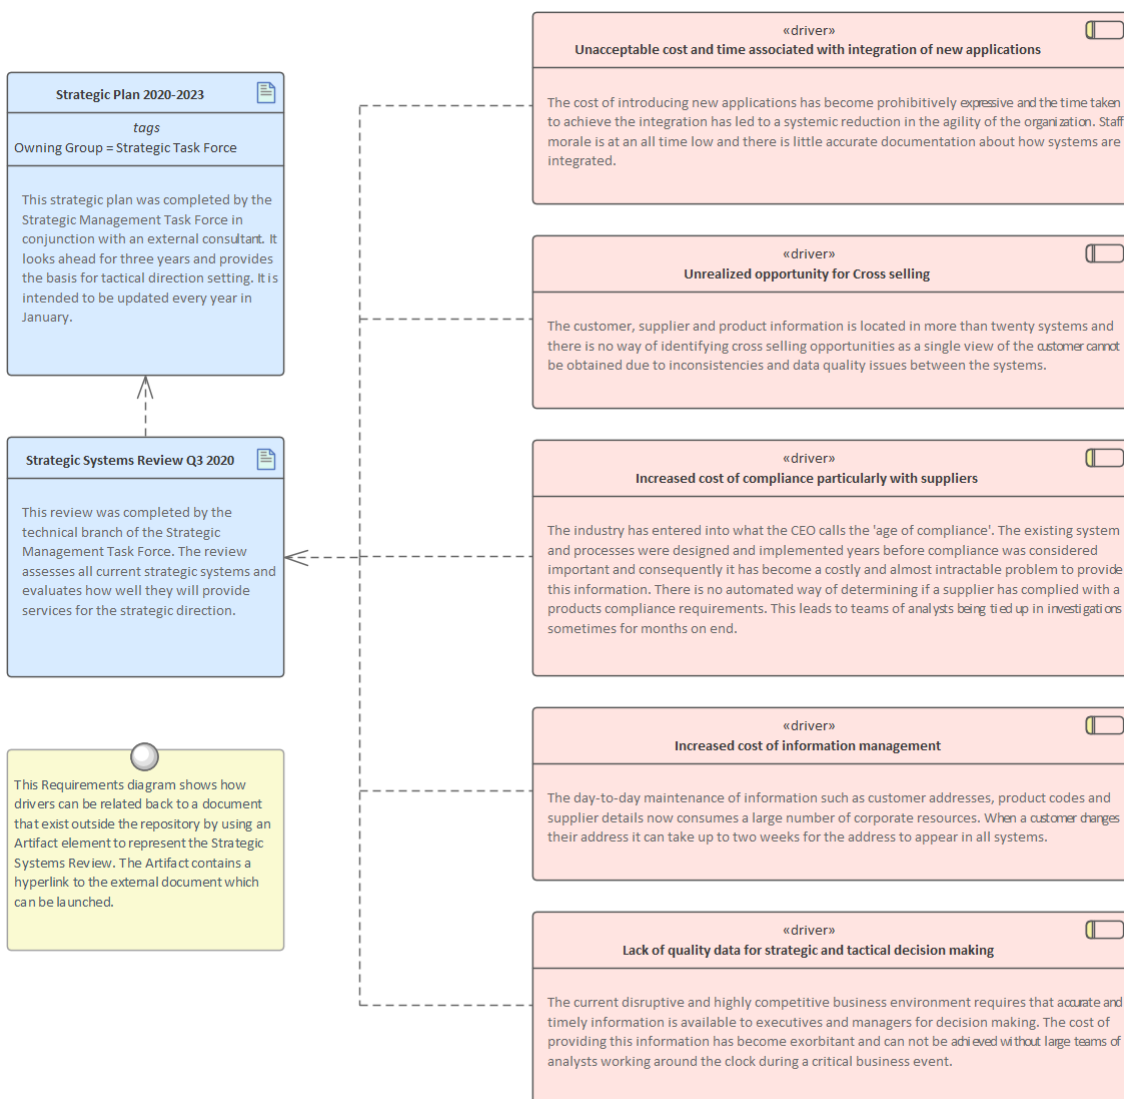 Strategic Plan 2020-2023
tags
Owning Group = Strategic Task Force
This strategic plan was completed by the
Strategic Management Task Force in
conjunction with an external consultant. It
looks ahead for three years and provides
the basis for tactical direction setting. It is
intended to be updated every year in
January.
Strategic Systems Review Q3 2020
This review was completed by the
technical branch of the Strategic
Management Task Force. The review
assesses all current strategic systems and
evaluates how well they will provide
services for the strategic direction.
This Requirements diagram shows how
drivers can be related back to a document
that exist outside the repository by using an
Artifact element to represent the Strategic
Systems Review. The Artifact contains a
hyperlink to the external document which
can be launched.
«driver»
Unacceptable cost and time associated with integration of new applications
The cost of introducing new applications has become prohibitively expressive and the time taken
to achieve the integration has led to a systemic reduction in the agility of the organization. Staff
morale is at an all time low and there is little accurate documentation about how systems are
integrated.
«driver»
Unrealized opportunity for Cross selling
The customer, supplier and product information is located in more than twenty systems and
there is no way of identifying cross selling opportunities as a single view of the customer cannot
be obtained due to inconsistencies and data quality issues between the systems.
«driver»
Increased cost of compliance particularly with suppliers
The industry has entered into what the CEO calls the 'age of compliance'. The existing system
and processes were designed and implemented years before compliance was considered
important and consequently it has become a costly and almost intractable problem to provide
this information. There is no automated way of determining if a supplier has complied with a
products compliance requirements. This leads to teams of analysts being tied up in investigations
sometimes for months on end.
«driver»
Increased cost of information management
The day-to-day maintenance of information such as customer addresses, product codes and
supplier details now consumes a large number of corporate resources. When a customer changes
their address it can take up to two weeks for the address to appear in all systems.
«driver»
Lack of quality data for strategic and tactical decision making
The current disruptive and highly competitive business environment requires that accurate and
timely information is available to executives and managers for decision making. The cost of
providing this information has become exorbitant and can not be achieved without large teams of
analysts working around the clock during a critical business event.